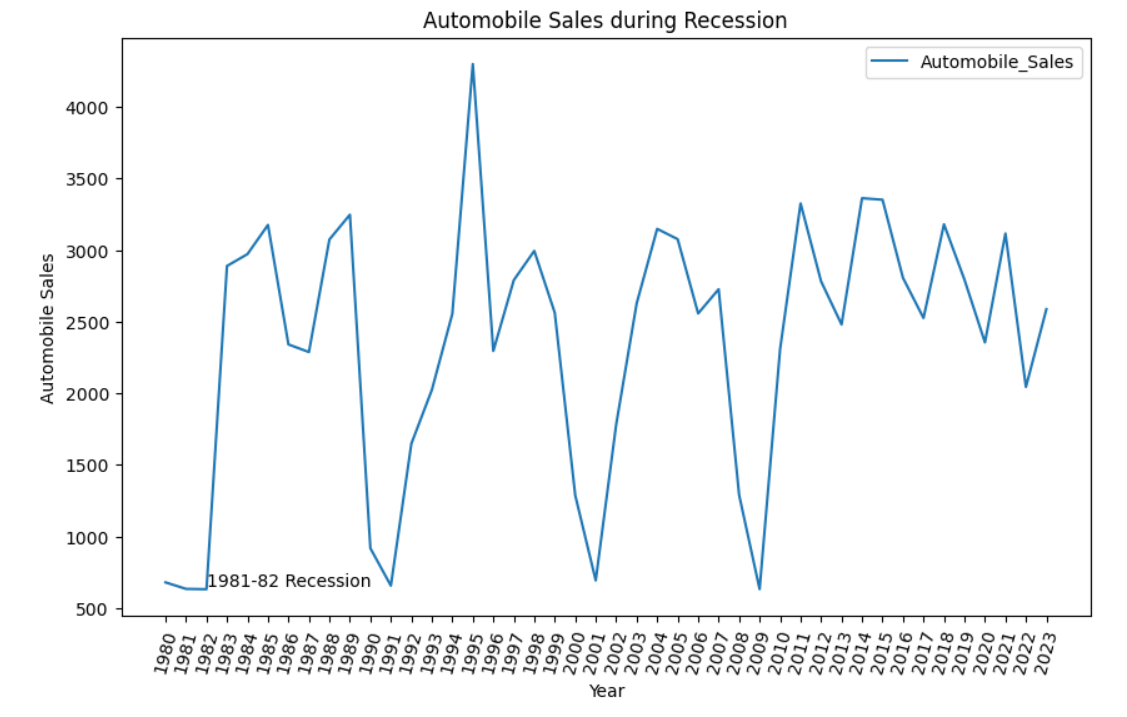 Automobile Sales during Recession
Automobile_Sales
4000
3500
3000
2500
2000
1500
1000
500
Automobile Sales
1981-82 Recession
1980 1981 1982 1983 1984 1985 1986 1987 1988 1989 1990 1991 1992 1993 1994 1995 1996 1997 1998 1999 2000 2001 2002 2003 2004 2005 2006 2007 2008 2009 2010 2011 2012 2013 2014 2015 2016 2017 2018 2019 2020 2021 2022 2023
Year